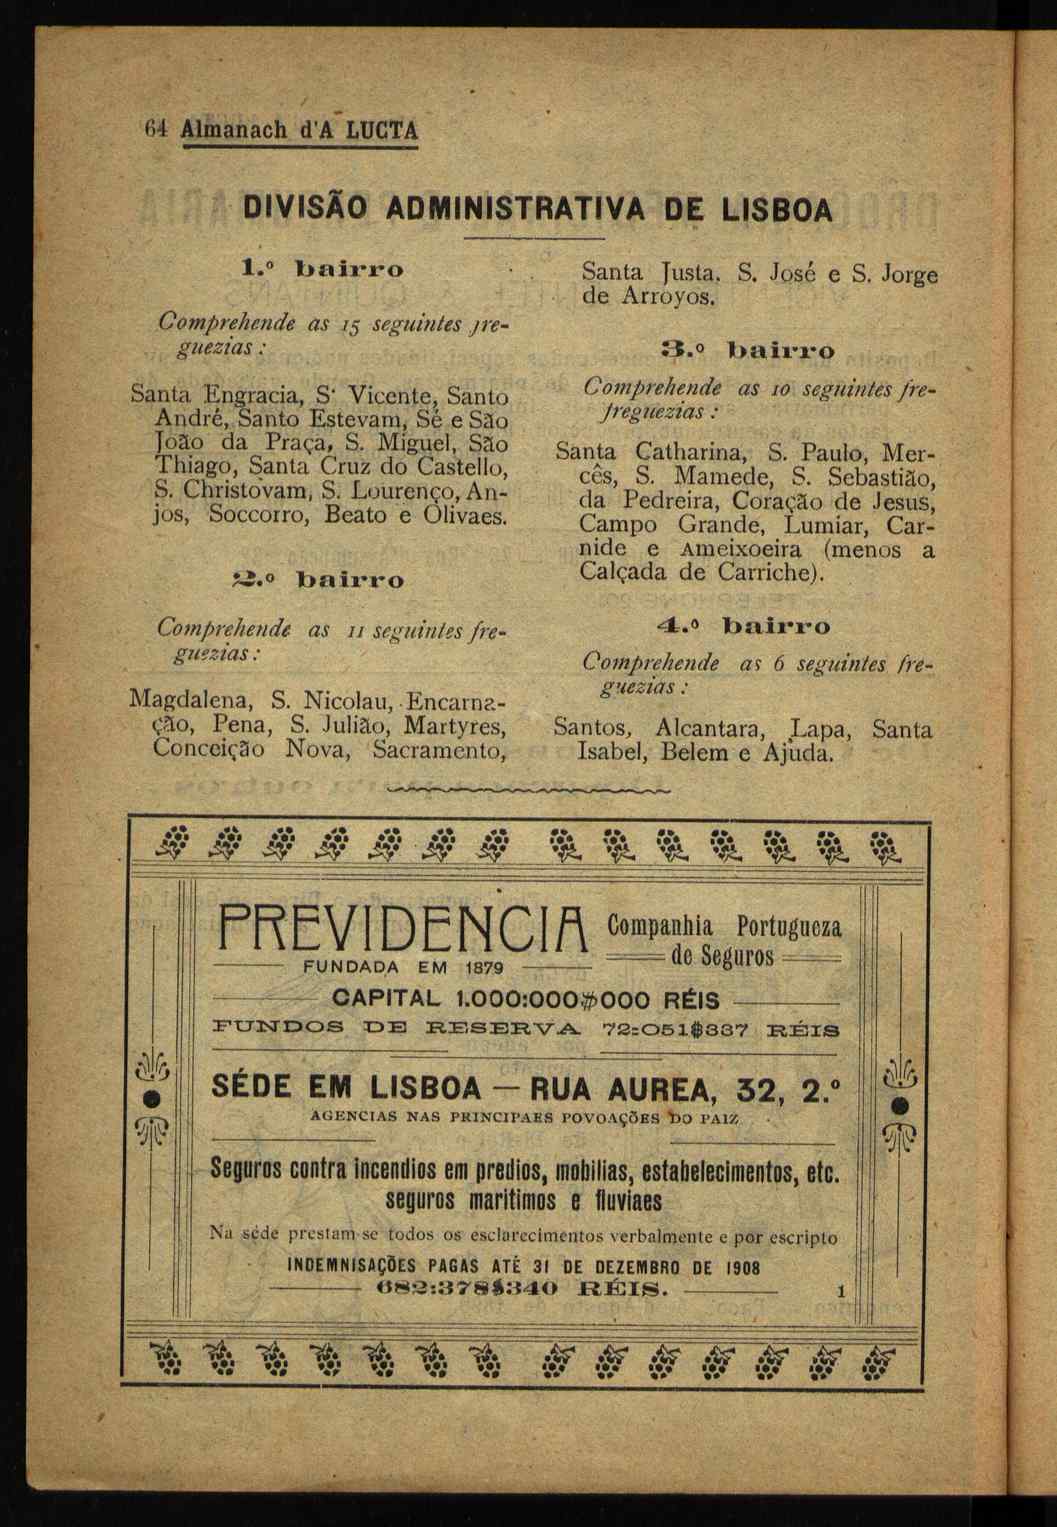 64 Almanach d'A LUCTA
DIVISÃO ADMINISTRATIVA DE LISBOA
1.º bairro
Comprehende as 15 seguintes fre-
guezias :
Santa Engracia, S· Vicente, Santo
André, Santo Estevam, Sé e São
João da Praça, S. Miguel, São
Thiago, Santa Cruz do Castello,
S. Christovam, S. Lourenço, An-
jos, Soccorro, Beato e Olivaes.
2.º bairro
Comprehende as 11 seguintes fre-
guezias :
Magdalena, S. Nicolau, Encarna-
ção, Pena, S. Julião, Martyres,
Conceição Nova, Sacramento,
Santa Justa. S. José e S. Jorge
de Arroyos.
3.º bairro
Comprehende as 10 seguintes fre-
freguezias :
Santa Catharina, S. Paulo, Mer-
cês, S. Mamede, S. Sebastião,
da Pedreira, Coração de Jesus,
Campo Grande, Lumiar, Car-
nide e Ameixoeira (menos a
Calçada de Carriche).
4.º bairro
Comprehende as 6 seguintes fre-
guezias :
Santos, Alcantara, Lapa, Santa
Isabel, Belem e Ajuda.
PREVIDENCIA Companhia Portugueza
de Seguros
FUNDADA EM 1879
CAPITAL 1.000:000$000 RÉIS
FUNDOS DE RESERVA 72:051$337 RÉIS
SÉDE EM LISBOA — RUA AUREA, 32, 2.º
AGENCIAS NAS PRINCIPAES POVOAÇÕES DO PAIZ
Seguros contra incendios em predios, mobilias, estabelecimentos, etc.
seguros maritimos e fluviaes
Na séde prestam-se todos os esclarecimentos verbalmente e por escripto
INDEMNISAÇÕES PAGAS ATÉ 31 DE DEZEMBRO DE 1908
682:378$340 RÉIS.
1